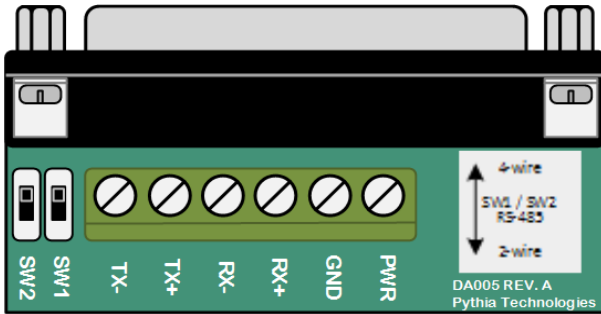 SW2
SW1
TX-
TX+
RX-
RX+
GND
PWR
4-wire
SW1 / SW2
RS-485
2-wire
DA005 REV. A
Pythia Technologies